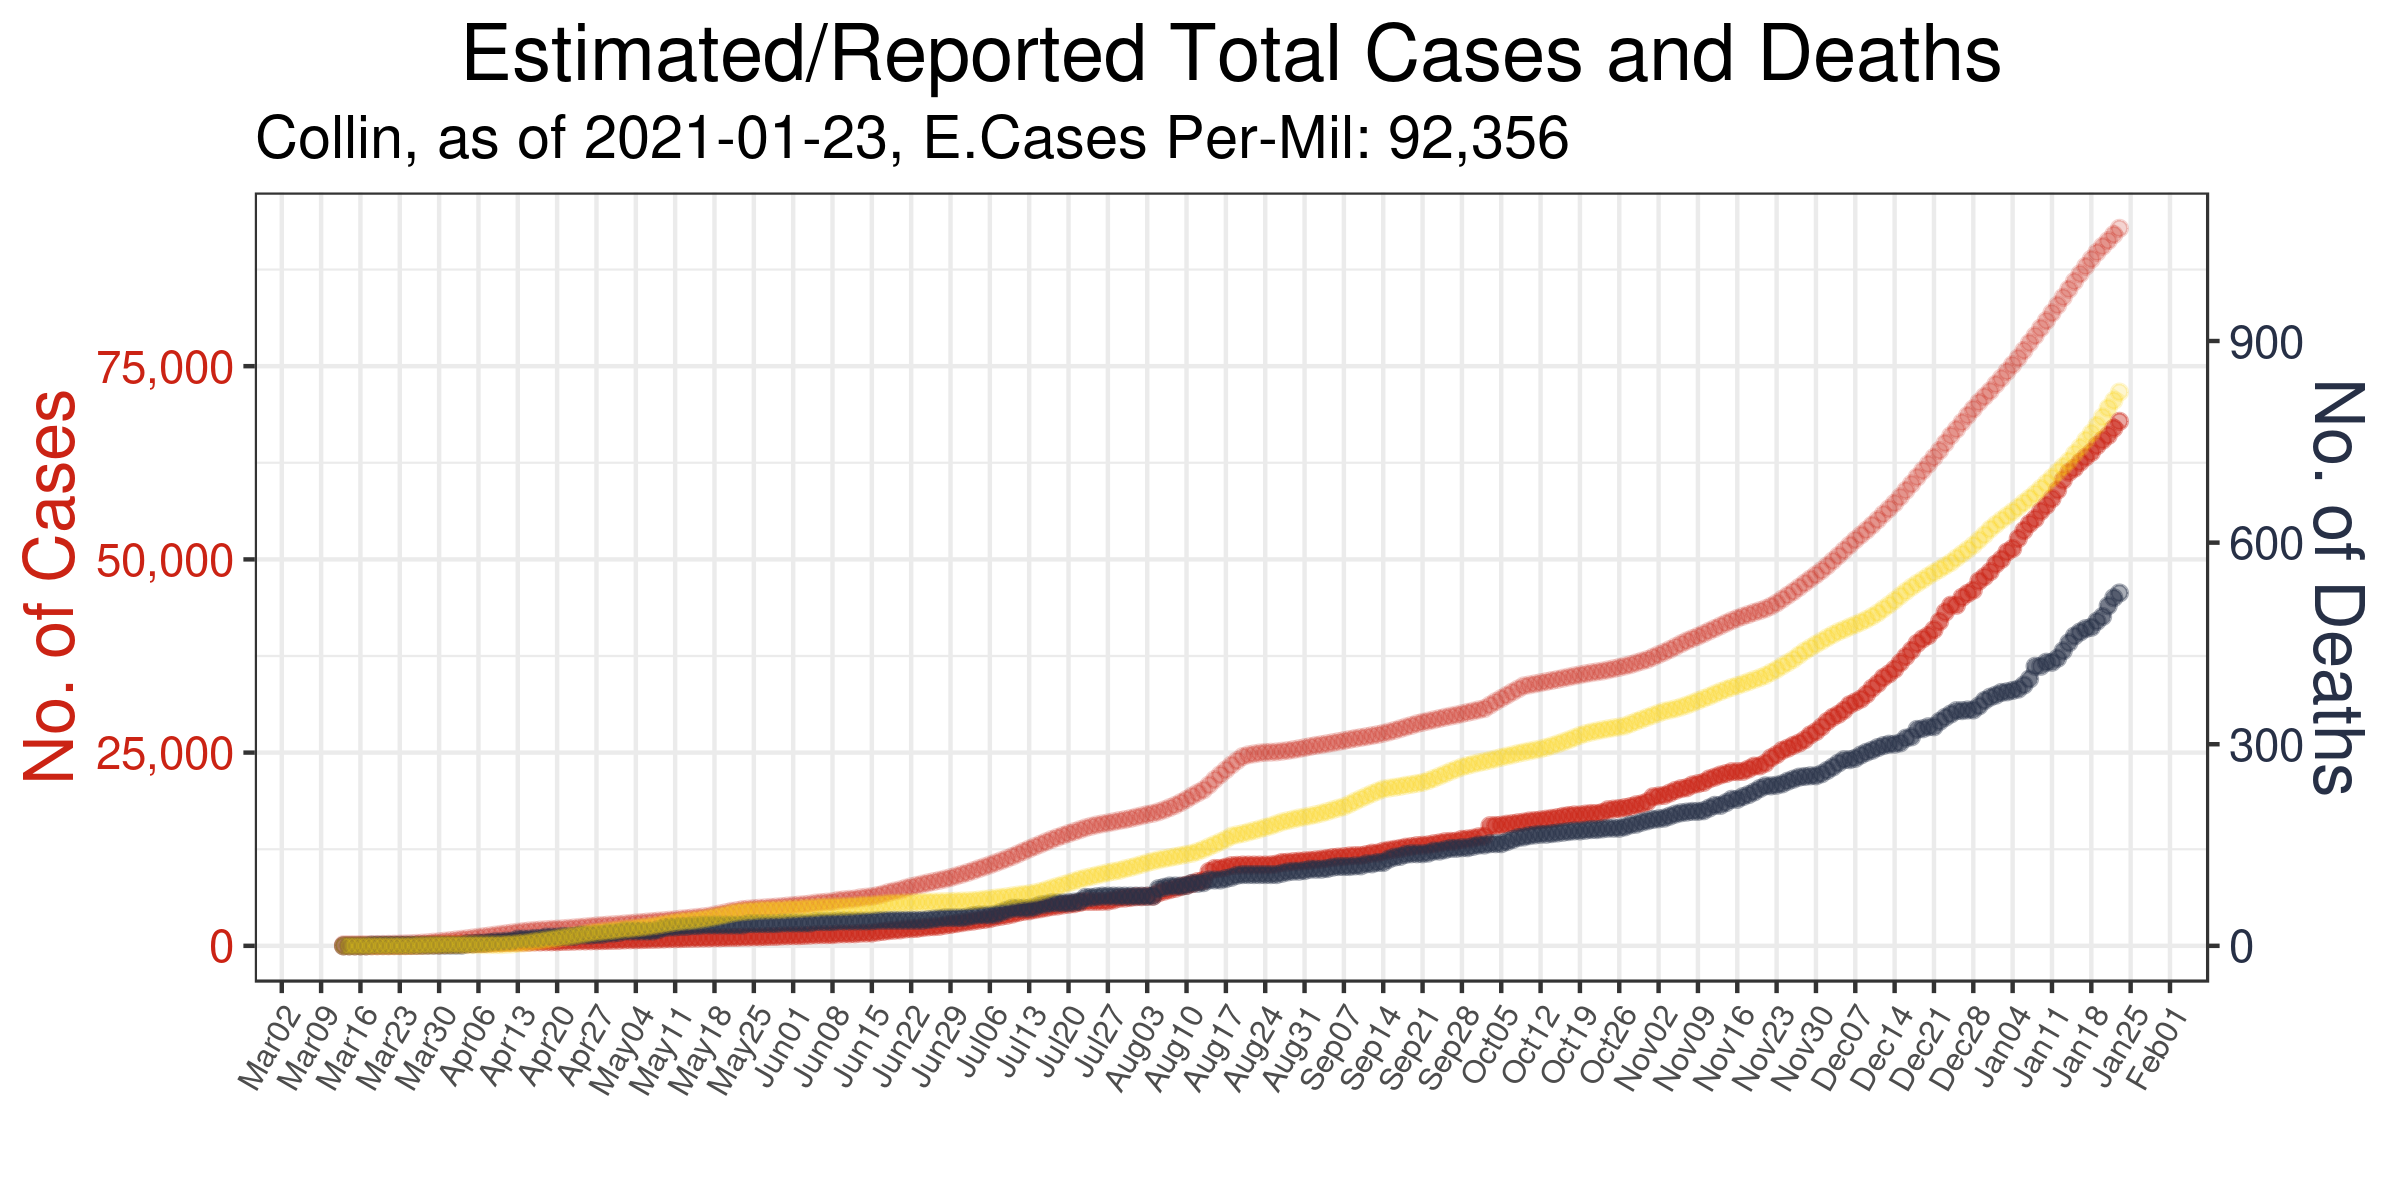 Estimated/Reported Total Cases and Deaths
Collin, as of 2021-01-23, E.Cases Per-Mil: 92,356
No. of Cases
75,000
50,000
25,000
0
900
600
300
0
No. of Deaths
Mar02 Mar09 Mar16 Mar23 Mar30 Apr06 Apr13 Apr20 Apr27 May04 May11 May18 May25 Jun01 Jun08 Jun15 Jun22 Jun29 Jul06 Jul13 Jul20 Jul27 Aug03 Aug10 Aug17 Aug24 Aug31 Sep07 Sep14 Sep21 Sep28 Oct05 Oct12 Oct19 Oct26 Nov02 Nov09 Nov16 Nov23 Nov30 Dec07 Dec14 Dec21 Dec28 Jan04 Jan11 Jan18 Jan25 Feb01